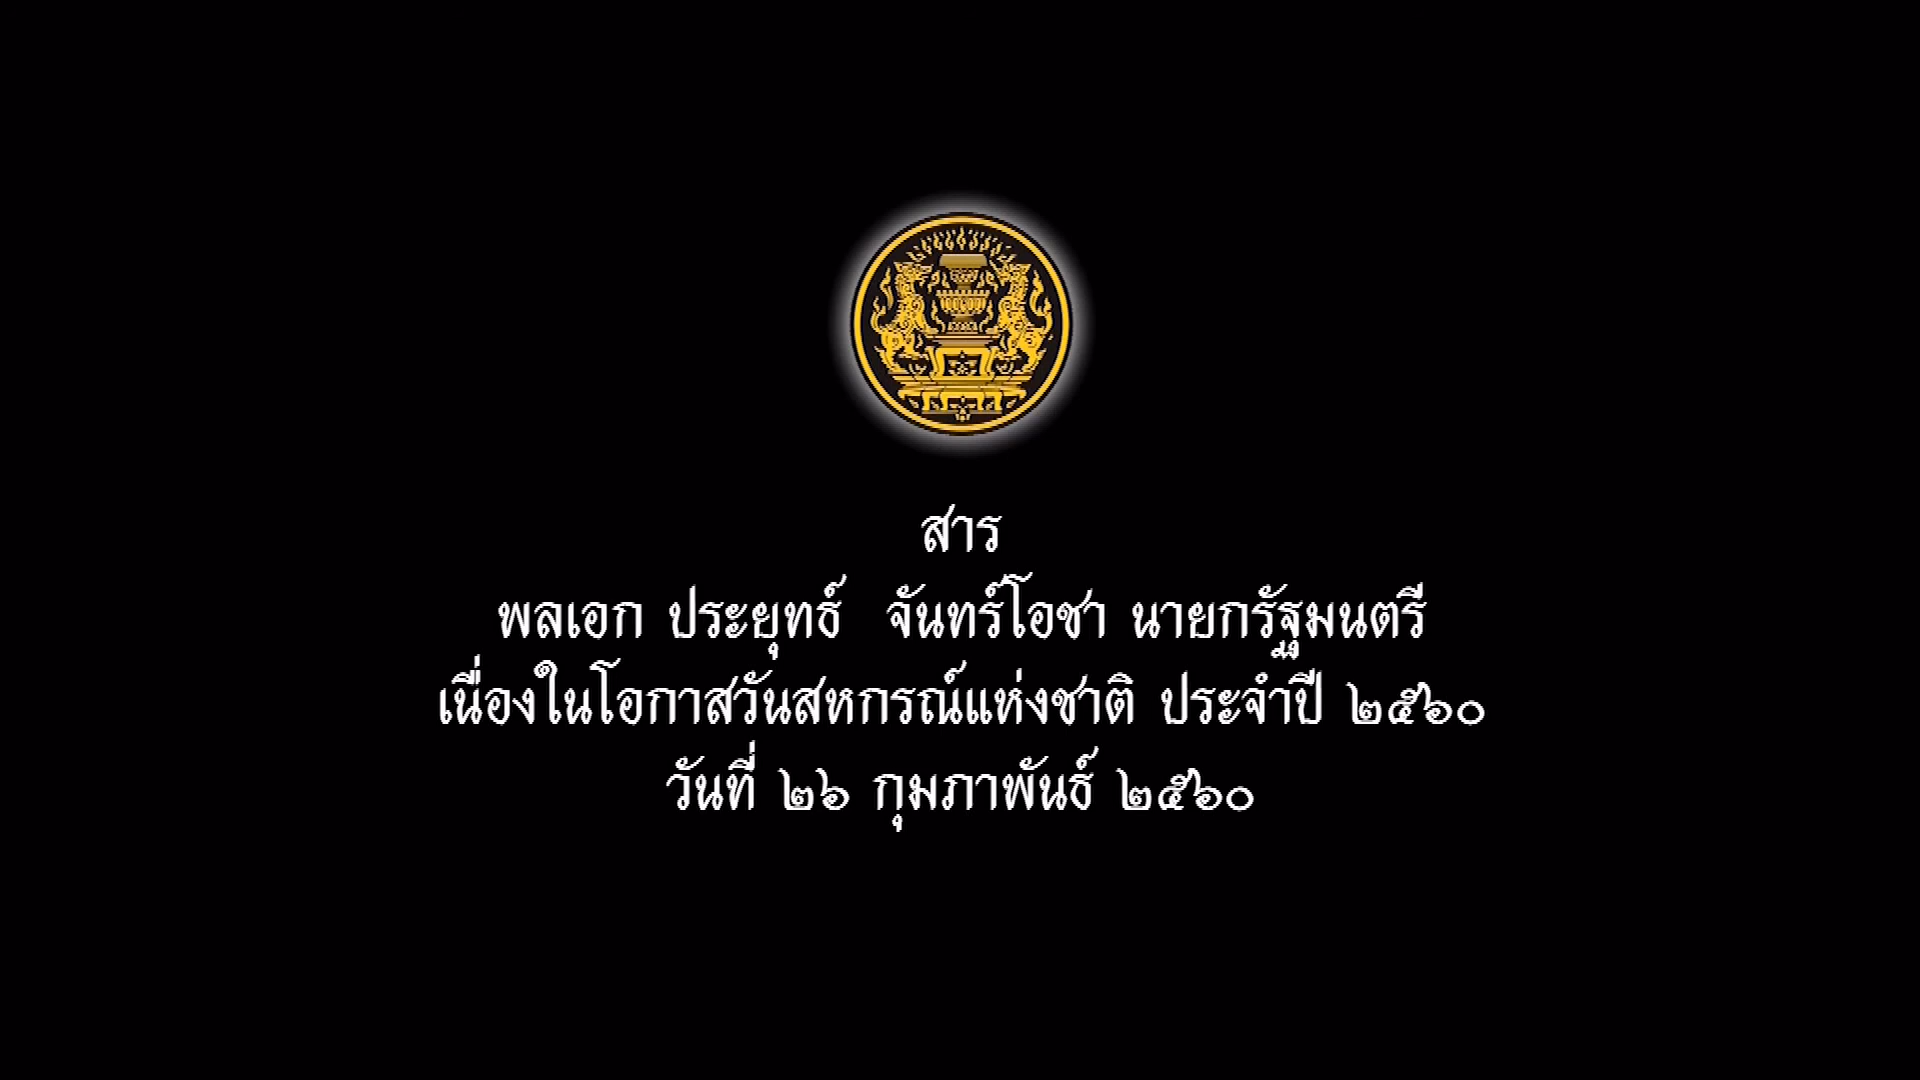 สาร
พลเอก ประยุทธ์  จันทร์โอชา นายกรัฐมนตรี
เนื่องในโอกาสวันสหกรณ์แห่งชาติ ประจำปี ๒๕๖๐
วันที่ ๒๖ กุมภาพันธ์ ๒๕๖๐